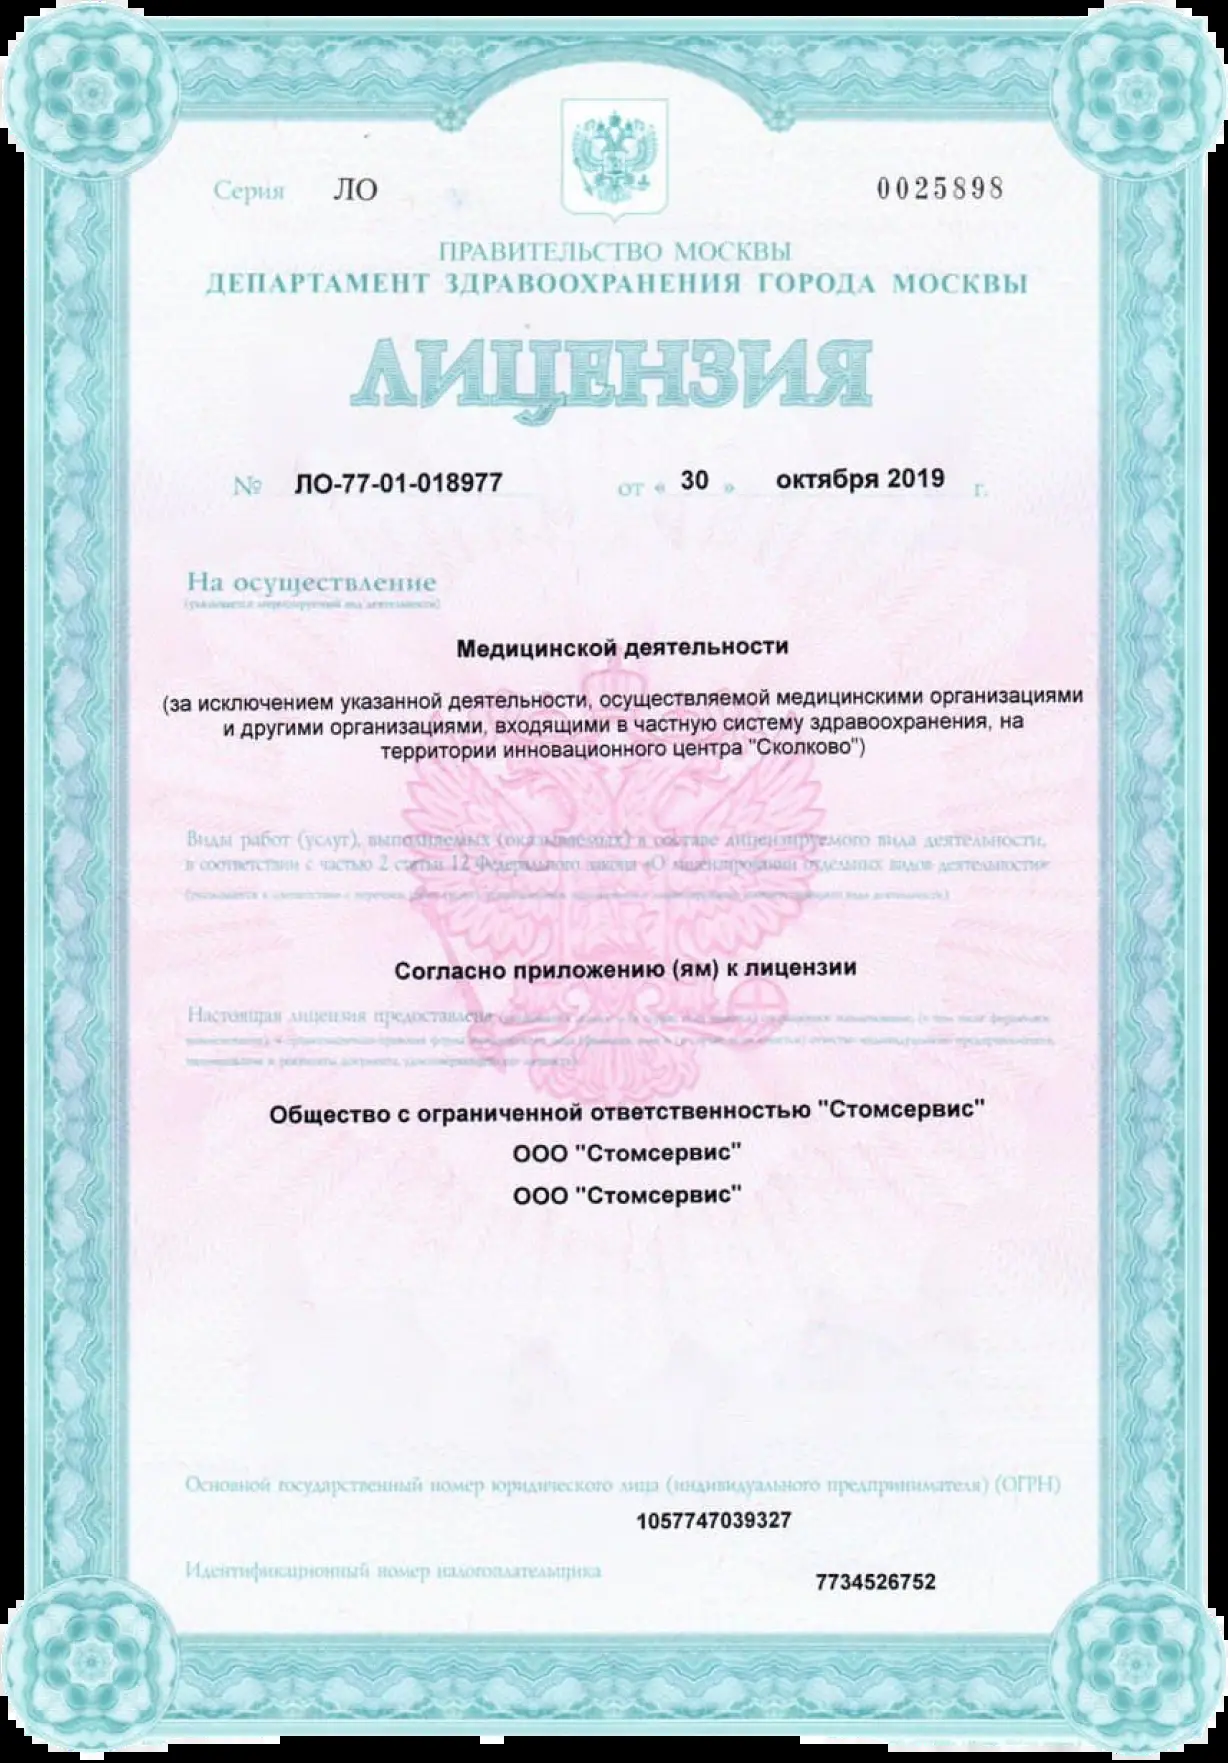 Серия ЛО 0025898
ПРАВИТЕЛЬСТВО МОСКВЫ
ДЕПАРТАМЕНТ ЗДРАВООХРАНЕНИЯ ГОРОДА МОСКВЫ
ЛИЦЕНЗИЯ
№ ЛО-77-01-018977 от « 30 » октября 2019 г.
На осуществление
(указывается лицензируемый вид деятельности)
Медицинской деятельности
(за исключением указанной деятельности, осуществляемой медицинскими организациями
и другими организациями, входящими в частную систему здравоохранения, на
территории инновационного центра "Сколково")
Виды работ (услуг), выполняемых (оказываемых) в составе лицензируемого вида деятельности,
в соответствии с частью 2 статьи 12 Федерального закона «О лицензировании отдельных видов деятельности»
Согласно приложению (ям) к лицензии
Настоящая лицензия предоставлена
Общество с ограниченной ответственностью "Стомсервис"
ООО "Стомсервис"
ООО "Стомсервис"
Основной государственный номер юридического лица (индивидуального предпринимателя) (ОГРН)
1057747039327
Идентификационный номер налогоплательщика
7734526752